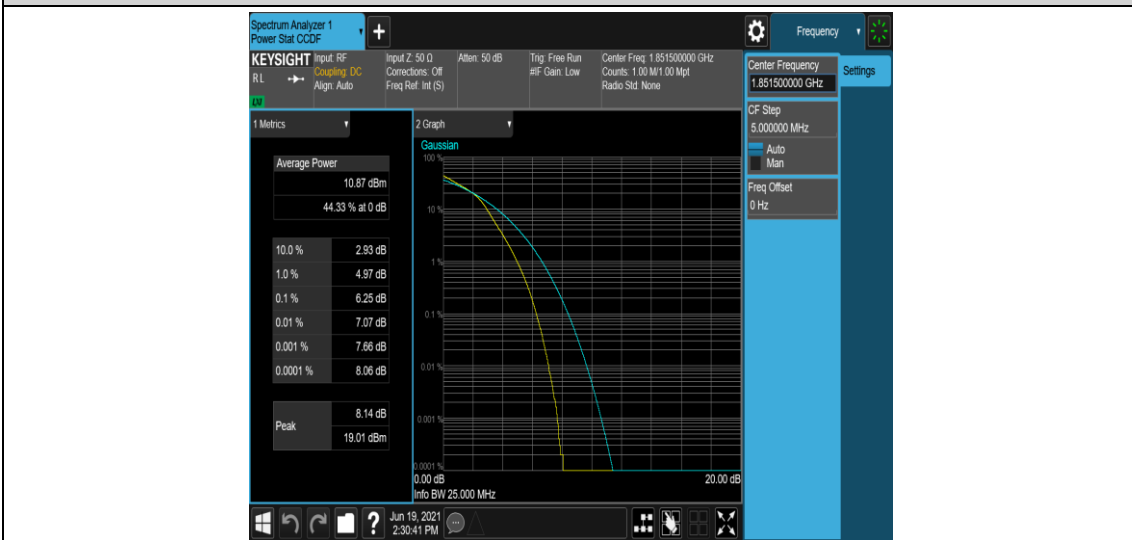 Spectrum Analyzer 1
Power Stat CCDF
Frequency
KEYSIGHT
Input: RF
Input Z: 50 Ω
Atten: 50 dB
Trig: Free Run
Center Freq: 1.851500000 GHz
RL
Coupling: DC
Corrections: Off
#IF Gain: Low
Counts: 1.00 M/1.00 Mpt
Align: Auto
Freq Ref: Int (S)
Radio Std: None
Center Frequency
1.851500000 GHz
Settings
CF Step
5.000000 MHz
Auto
Man
Freq Offset
0 Hz
1 Metrics
Average Power
10.87 dBm
44.33 % at 0 dB
10.0 % 2.93 dB
1.0 % 4.97 dB
0.1 % 6.25 dB
0.01 % 7.07 dB
0.001 % 7.66 dB
0.0001 % 8.06 dB
Peak
8.14 dB
19.01 dBm
2 Graph
Gaussian
100 %
10 %
1 %
0.1 %
0.01 %
0.001 %
0.0001 %
0.00 dB
20.00 dB
Info BW 25.000 MHz
?
Jun 19, 2021
2:30:41 PM